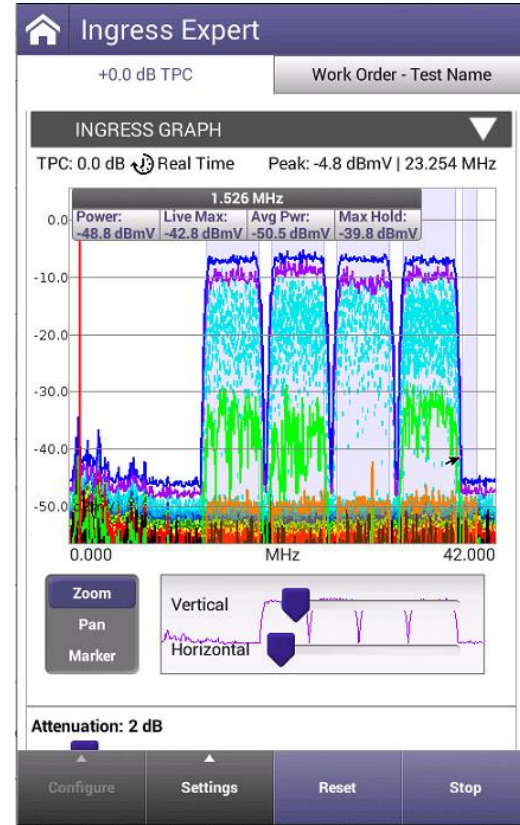 Ingress Expert
+0.0 dB TPC Work Order - Test Name
INGRESS GRAPH
TPC: 0.0 dB Real Time Peak: -4.8 dBmV | 23.254 MHz
1.526 MHz
Power: Live Max: Avg Pwr: Max Hold:
-48.8 dBmV -42.8 dBmV -50.5 dBmV -39.8 dBmV
0.0
-10.0
-20.0
-30.0
-40.0
-50.0
0.000 MHz 42.000
Zoom
Pan
Marker
Vertical
Horizontal
Attenuation: 2 dB
Configure Settings Reset Stop